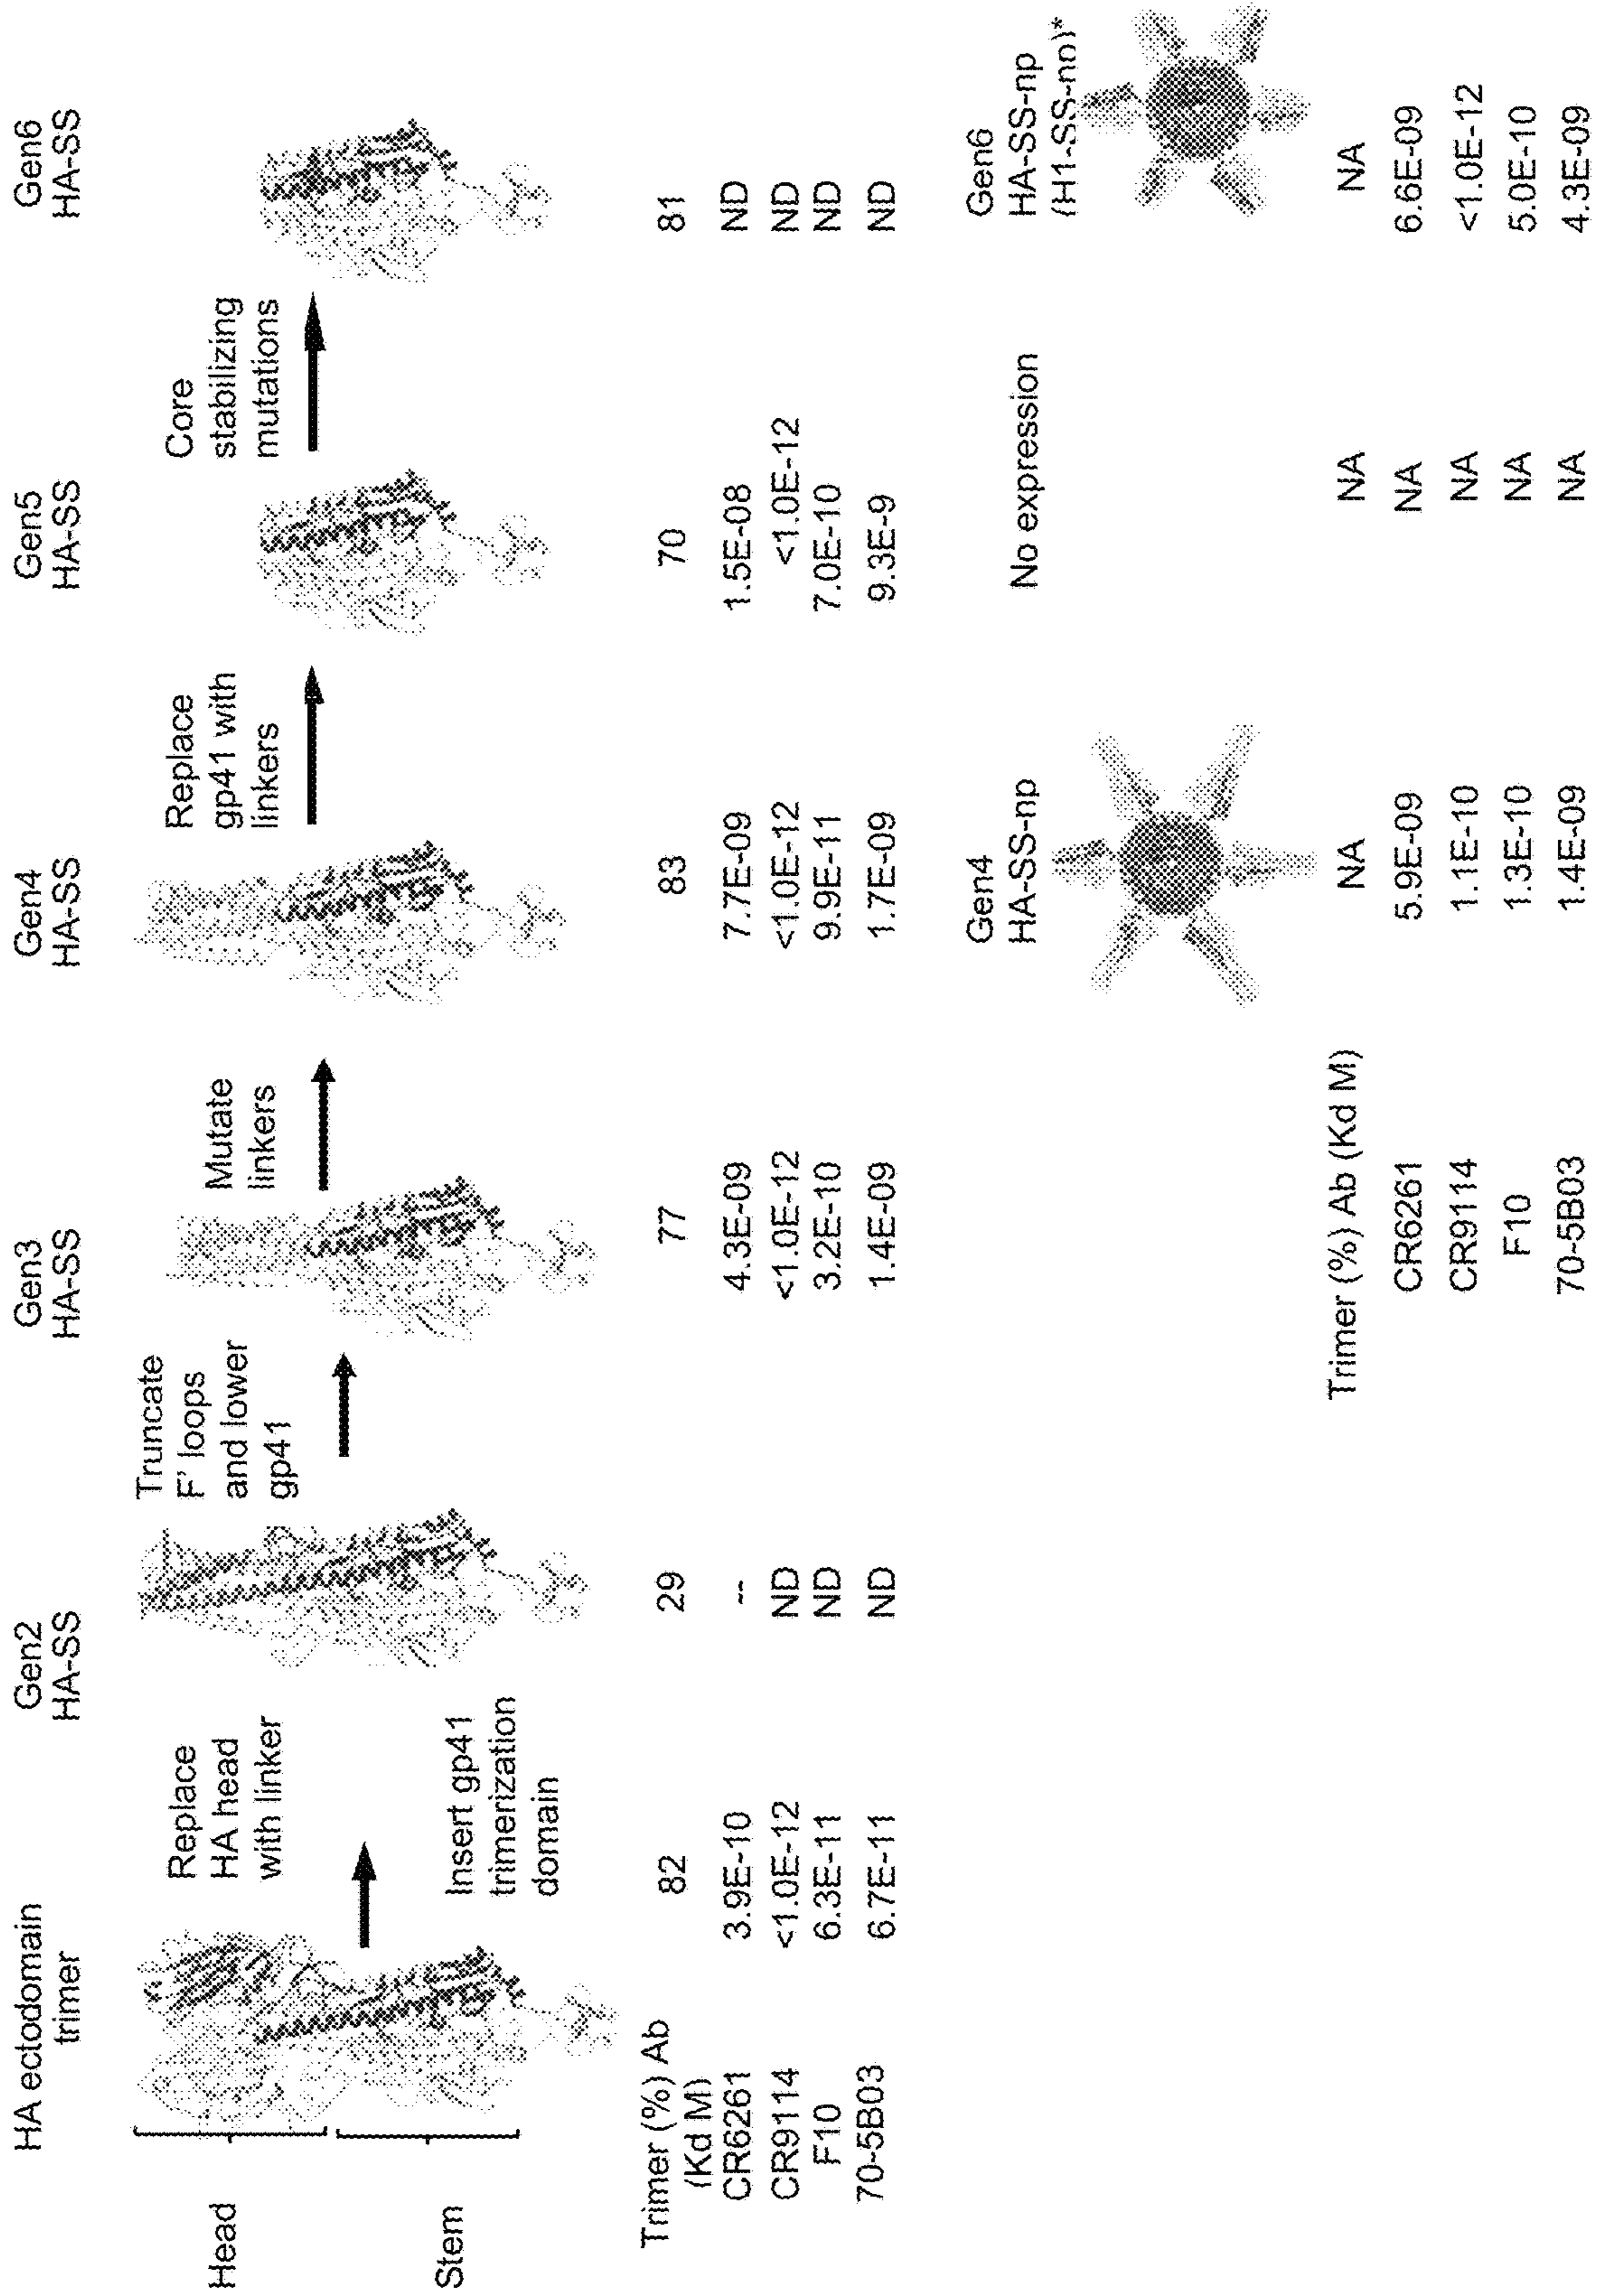 HA ectodomain
trimer
Gen2
HA-SS
Gen3
HA-SS
Gen4
HA-SS
Gen5
HA-SS
Gen6
HA-SS
Head
Stem
Replace
HA head
with linker
Insert gp41
trimerization
domain
Truncate
F' loops
and lower
gp41
Mutate
linkers
Replace
gp41 with
linkers
Core
stabilizing
mutations
Trimer (%) Ab
(Kd M)
82 29 77 83 70 81
CR6261 3.9E-10 -- 4.3E-09 7.7E-09 1.5E-08 ND
CR9114 <1.0E-12 ND <1.0E-12 <1.0E-12 <1.0E-12 ND
F10 6.3E-11 ND 3.2E-10 9.9E-11 7.0E-10 ND
70-5B03 6.7E-11 ND 1.4E-09 1.7E-09 9.3E-9 ND
Gen4
HA-SS-np
No expression
Gen6
HA-SS-np
(H1-SS-np)*
Trimer (%) Ab (Kd M) NA NA NA
CR6261 5.9E-09 NA 6.6E-09
CR9114 1.1E-10 NA <1.0E-12
F10 1.3E-10 NA 5.0E-10
70-5B03 1.4E-09 NA 4.3E-09